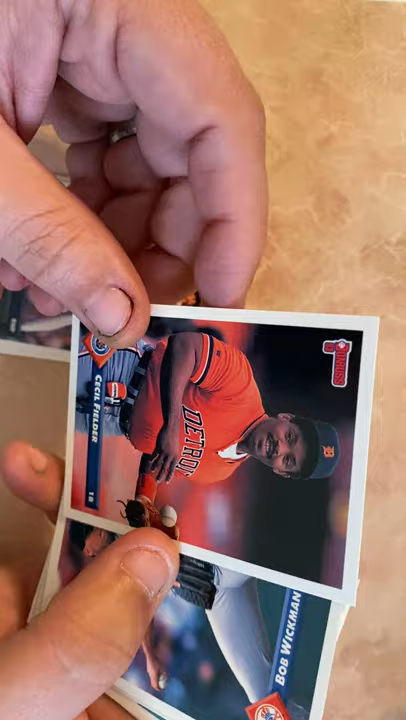 DONRUSS
DETROIT
CECIL FIELDER
1B
BOB WICKMAN